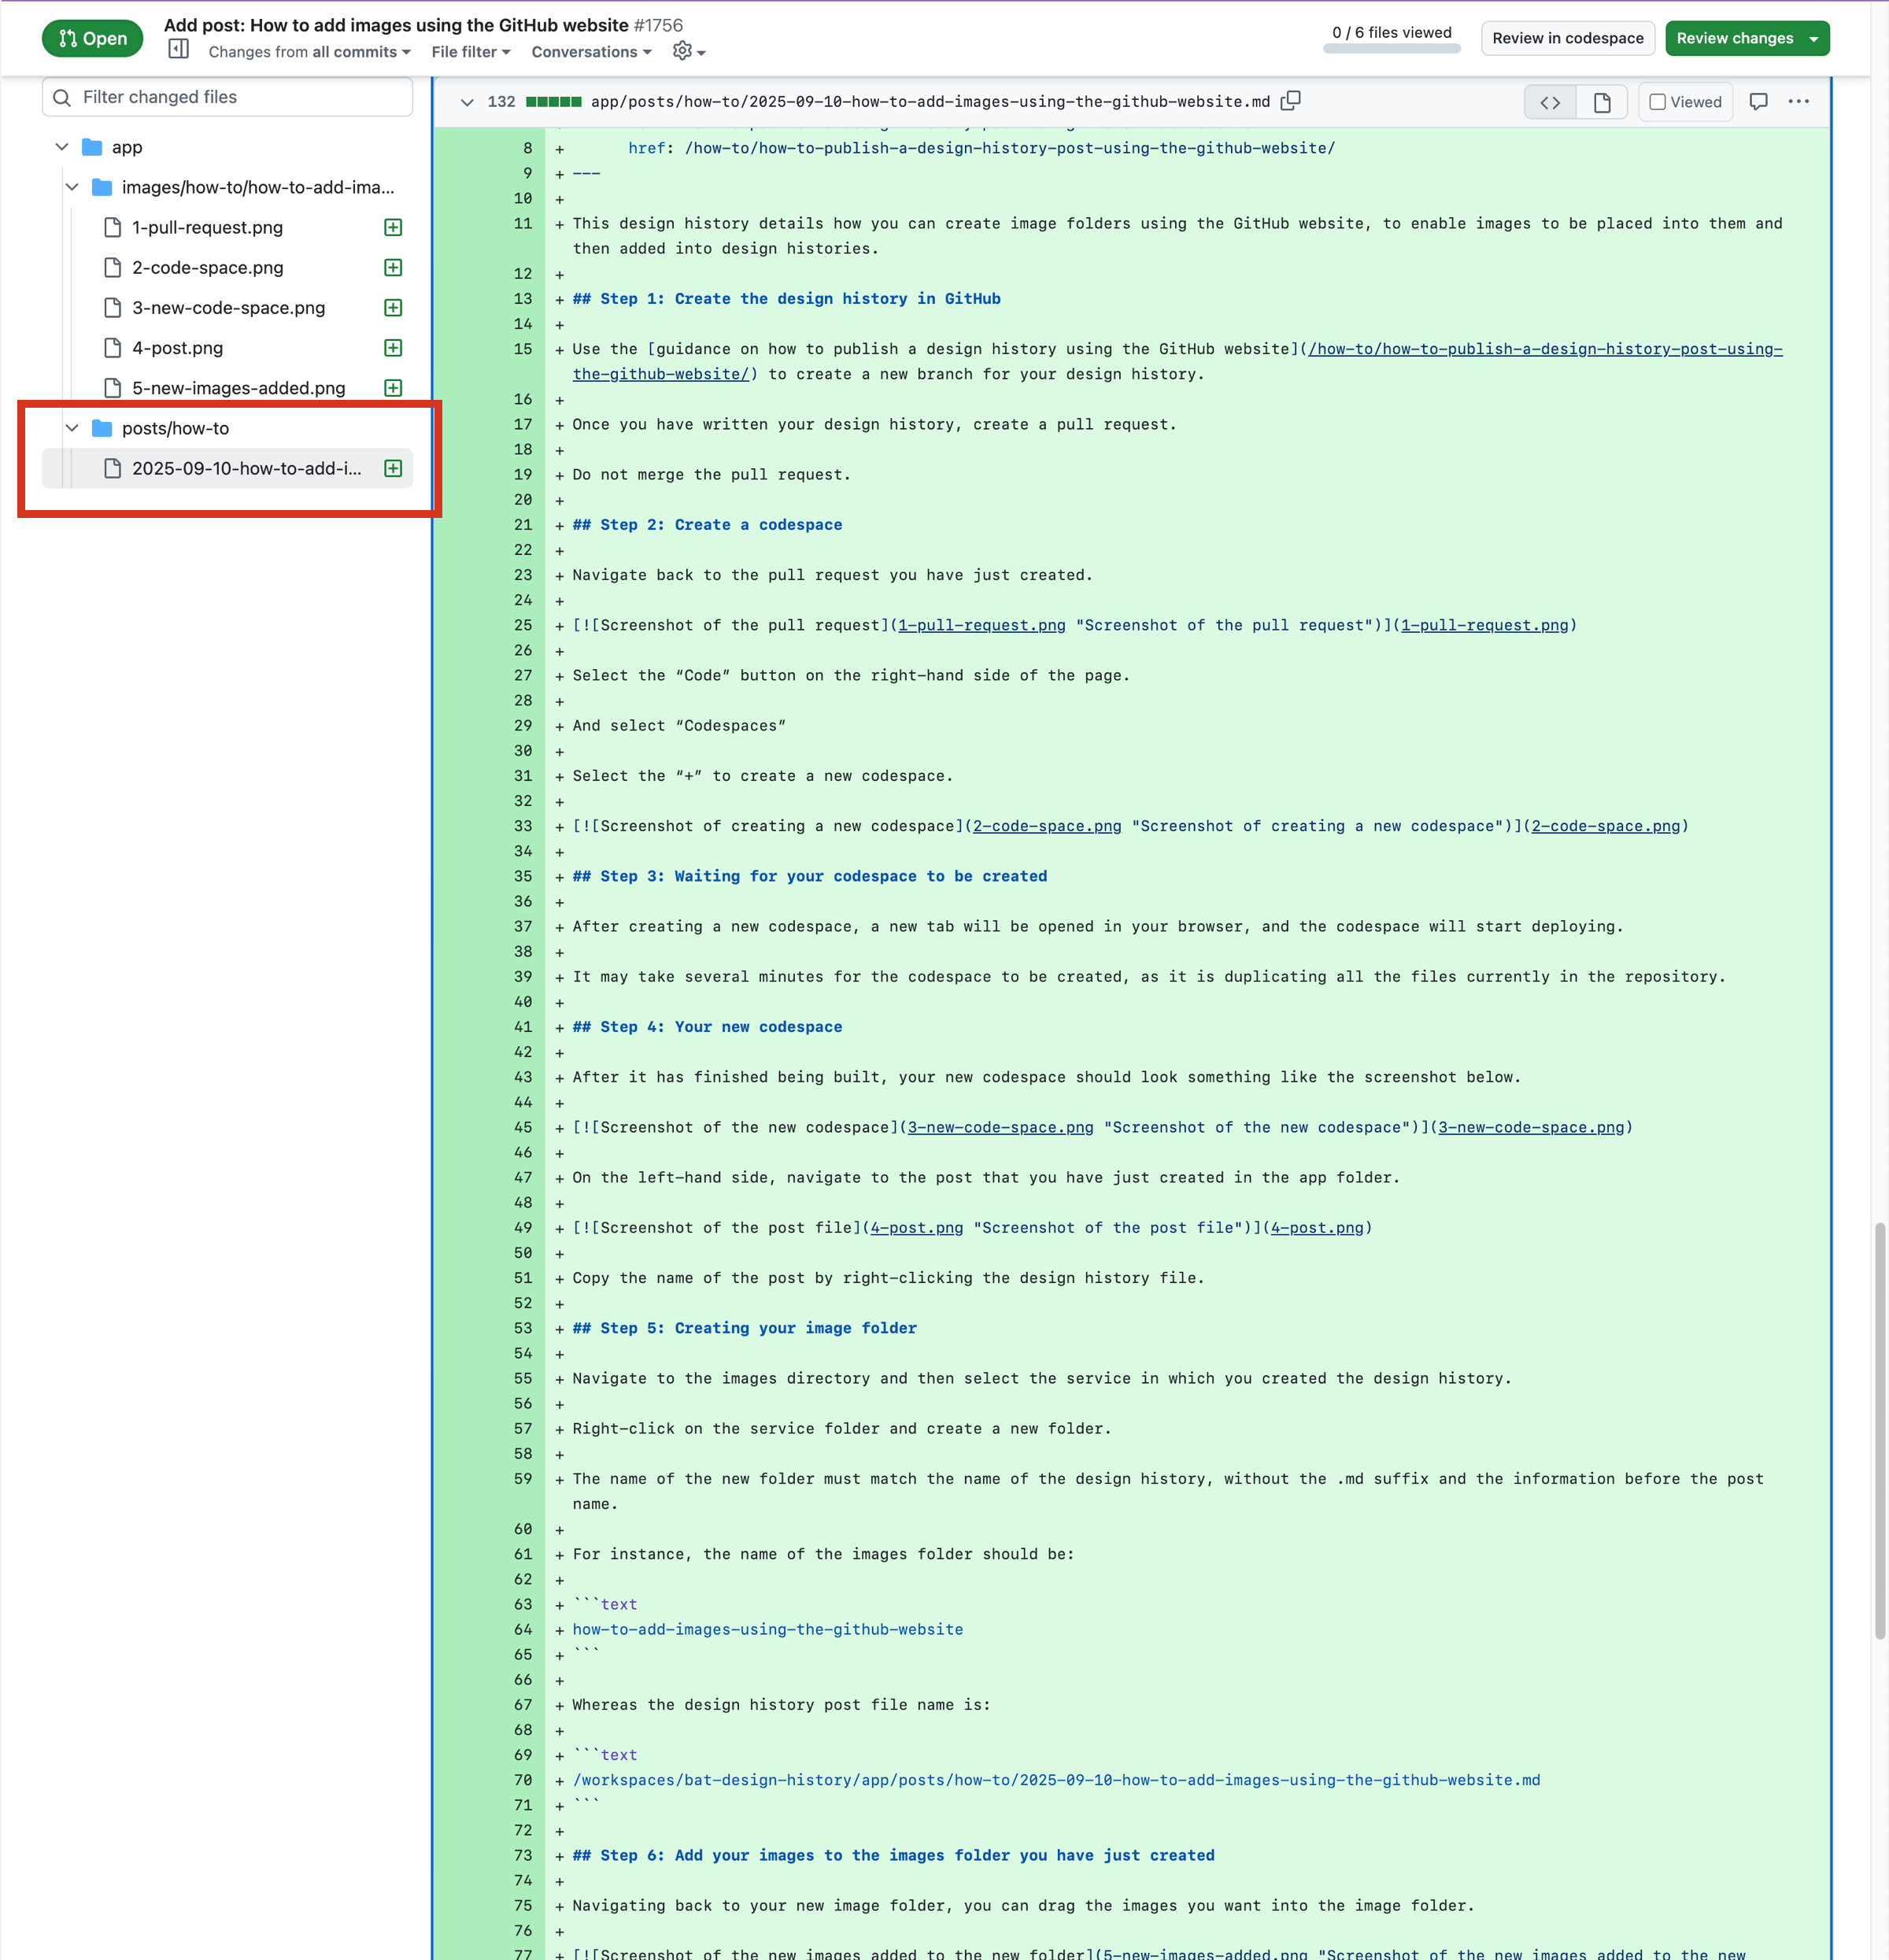 Open
Add post: How to add images using the GitHub website #1756
Changes from all commits
File filter
Conversations
0 / 6 files viewed
Review in codespace
Review changes
Filter changed files
app
images/how-to/how-to-add-ima...
1-pull-request.png
2-code-space.png
3-new-code-space.png
4-post.png
5-new-images-added.png
posts/how-to
2025-09-10-how-to-add-i...
132 app/posts/how-to/2025-09-10-how-to-add-images-using-the-github-website.md
Viewed
8 + href: /how-to/how-to-publish-a-design-history-post-using-the-github-website/
9 + ---
10 +
11 + This design history details how you can create image folders using the GitHub website, to enable images to be placed into them and
then added into design histories.
12 +
13 + ## Step 1: Create the design history in GitHub
14 +
15 + Use the [guidance on how to publish a design history using the GitHub website](/how-to/how-to-publish-a-design-history-post-using-
the-github-website/) to create a new branch for your design history.
16 +
17 + Once you have written your design history, create a pull request.
18 +
19 + Do not merge the pull request.
20 +
21 + ## Step 2: Create a codespace
22 +
23 + Navigate back to the pull request you have just created.
24 +
25 + [![Screenshot of the pull request](1-pull-request.png "Screenshot of the pull request")](1-pull-request.png)
26 +
27 + Select the “Code” button on the right-hand side of the page.
28 +
29 + And select “Codespaces”
30 +
31 + Select the “+” to create a new codespace.
32 +
33 + [![Screenshot of creating a new codespace](2-code-space.png "Screenshot of creating a new codespace")](2-code-space.png)
34 +
35 + ## Step 3: Waiting for your codespace to be created
36 +
37 + After creating a new codespace, a new tab will be opened in your browser, and the codespace will start deploying.
38 +
39 + It may take several minutes for the codespace to be created, as it is duplicating all the files currently in the repository.
40 +
41 + ## Step 4: Your new codespace
42 +
43 + After it has finished being built, your new codespace should look something like the screenshot below.
44 +
45 + [![Screenshot of the new codespace](3-new-code-space.png "Screenshot of the new codespace")](3-new-code-space.png)
46 +
47 + On the left-hand side, navigate to the post that you have just created in the app folder.
48 +
49 + [![Screenshot of the post file](4-post.png "Screenshot of the post file")](4-post.png)
50 +
51 + Copy the name of the post by right-clicking the design history file.
52 +
53 + ## Step 5: Creating your image folder
54 +
55 + Navigate to the images directory and then select the service in which you created the design history.
56 +
57 + Right-click on the service folder and create a new folder.
58 +
59 + The name of the new folder must match the name of the design history, without the .md suffix and the information before the post
name.
60 +
61 + For instance, the name of the images folder should be:
62 +
63 + ```text
64 + how-to-add-images-using-the-github-website
65 + ```
66 +
67 + Whereas the design history post file name is:
68 +
69 + ```text
70 + /workspaces/bat-design-history/app/posts/how-to/2025-09-10-how-to-add-images-using-the-github-website.md
71 + ```
72 +
73 + ## Step 6: Add your images to the images folder you have just created
74 +
75 + Navigating back to your new image folder, you can drag the images you want into the image folder.
76 +
77 + [![Screenshot of the new images added to the new folder](5-new-images-added.png "Screenshot of the new images added to the new